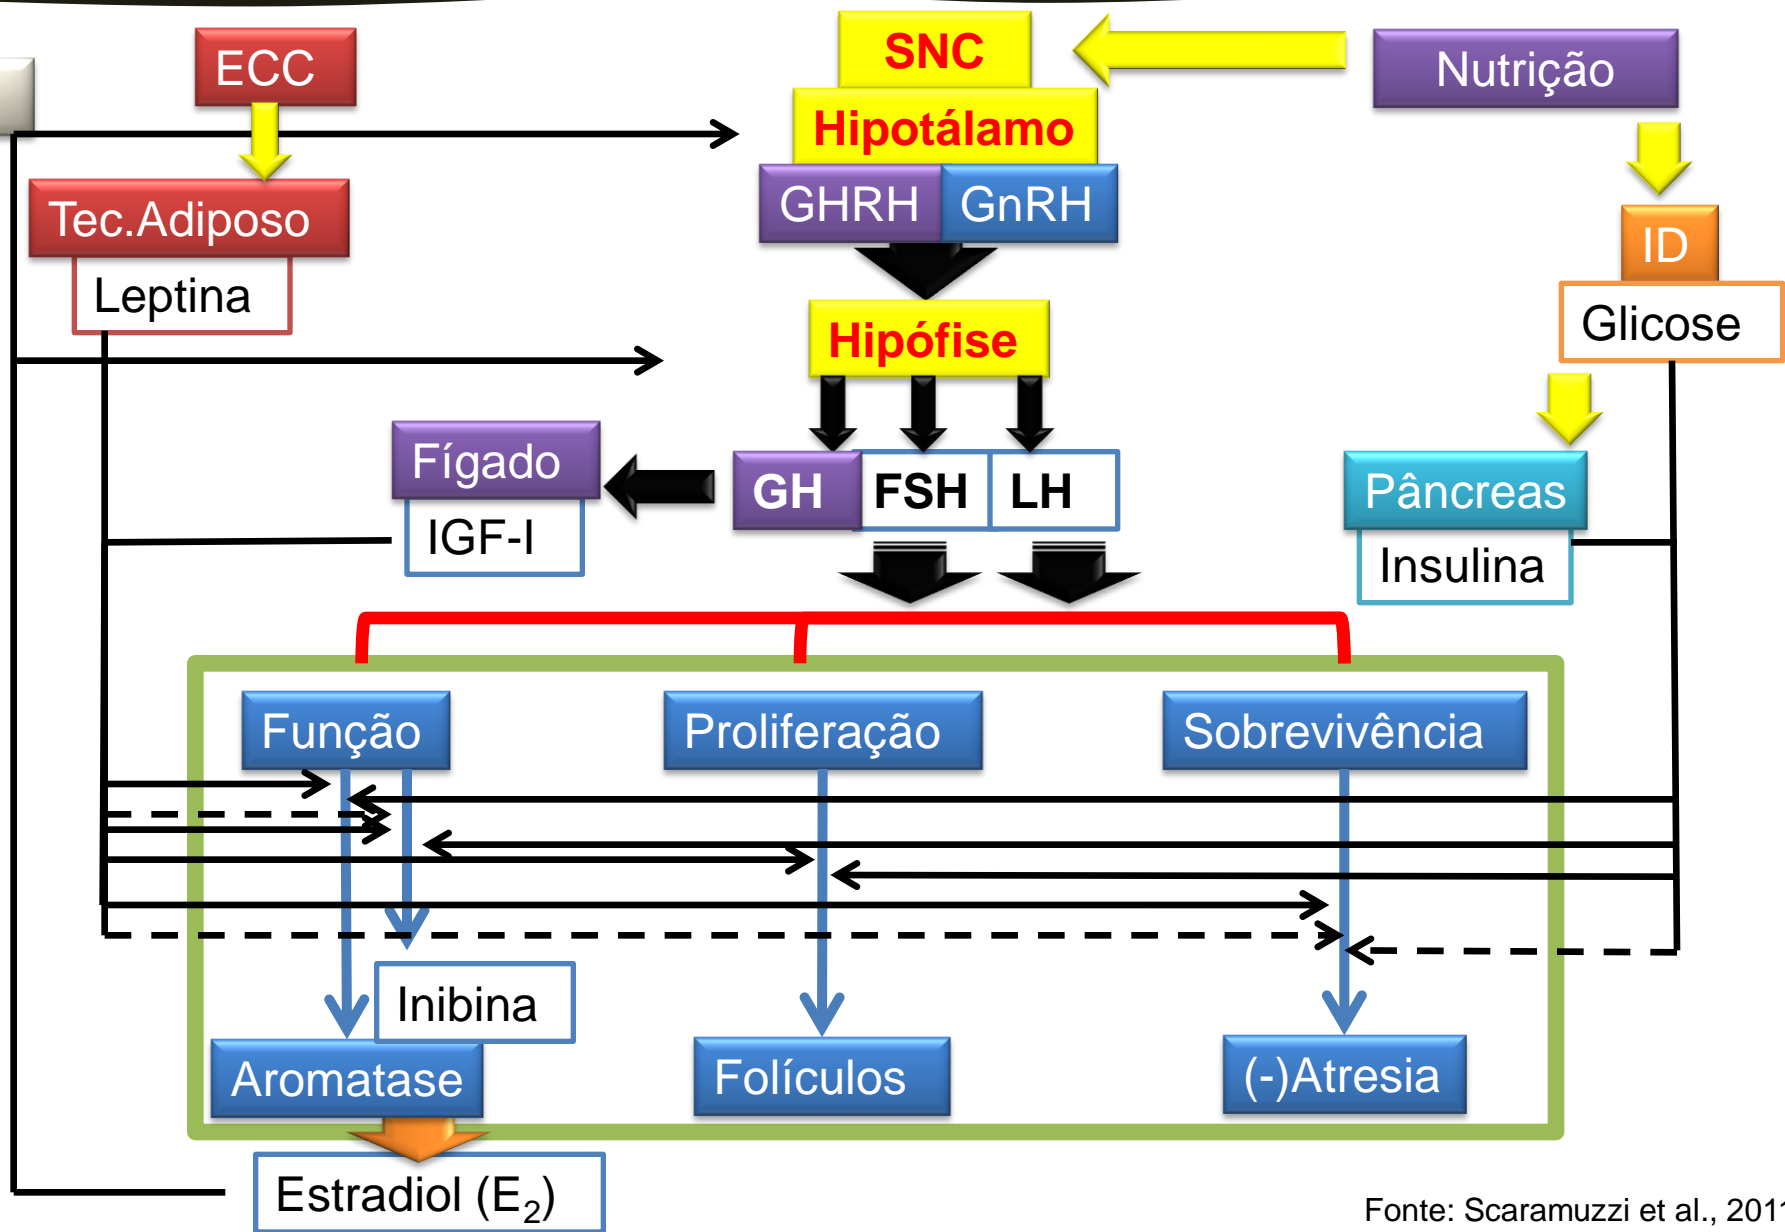 ECC
SNC
Nutrição
Hipotálamo
Tec.Adiposo
GHRH
GnRH
ID
Leptina
Glicose
Hipófise
Fígado
GH
FSH
LH
Pâncreas
IGF-I
Insulina
Função
Proliferação
Sobrevivência
Inibina
Aromatase
Folículos
(-)Atresia
Estradiol (E₂)
Fonte: Scaramuzzi et al., 2011